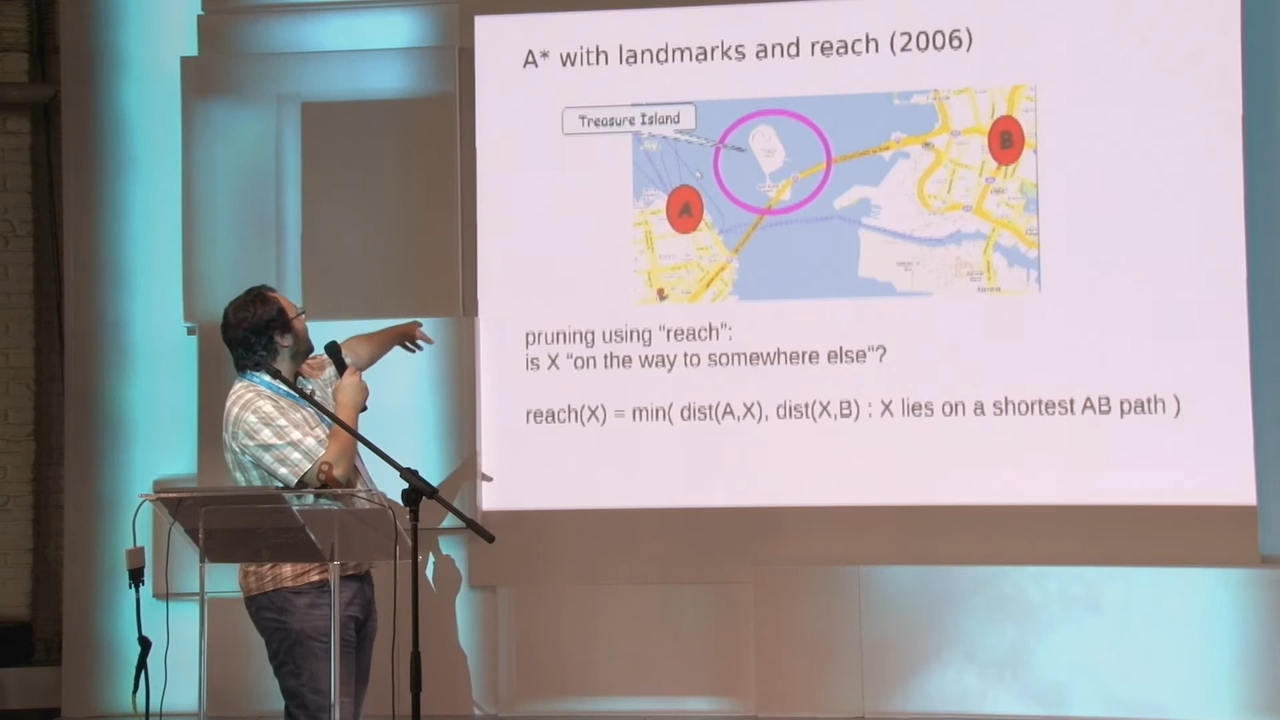 A* with landmarks and reach (2006)
Treasure Island
A
B
pruning using "reach":
is X "on the way to somewhere else"?
reach(X) = min( dist(A,X), dist(X,B) : X lies on a shortest AB path )